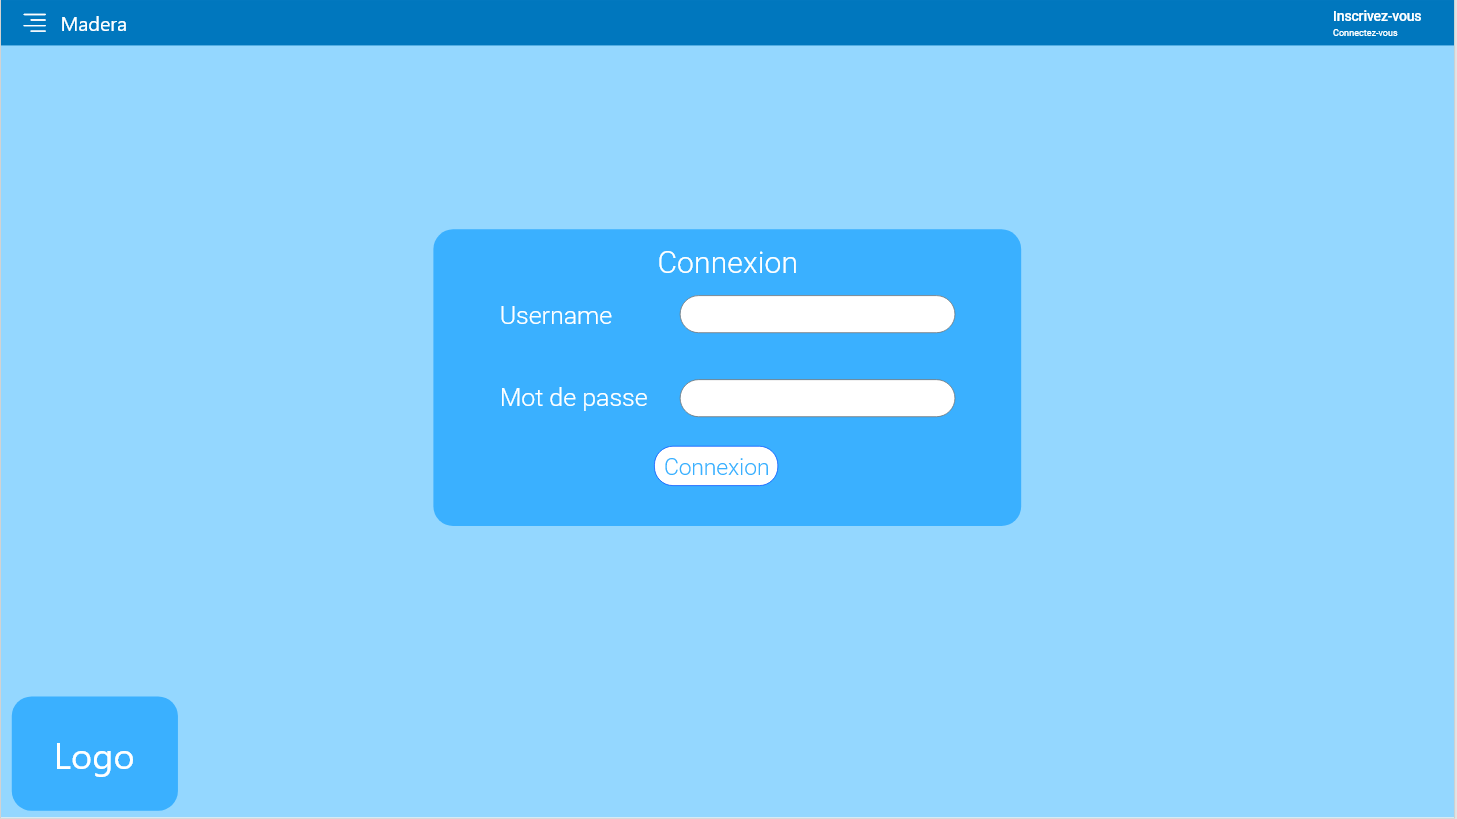 Madera
Inscrivez-vous
Connectez-vous
Connexion
Username
Mot de passe
Connexion
Logo